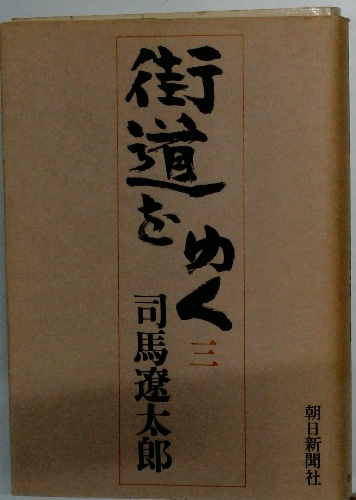 街道を
ゆく
三
司馬遼太郎
朝日新聞社